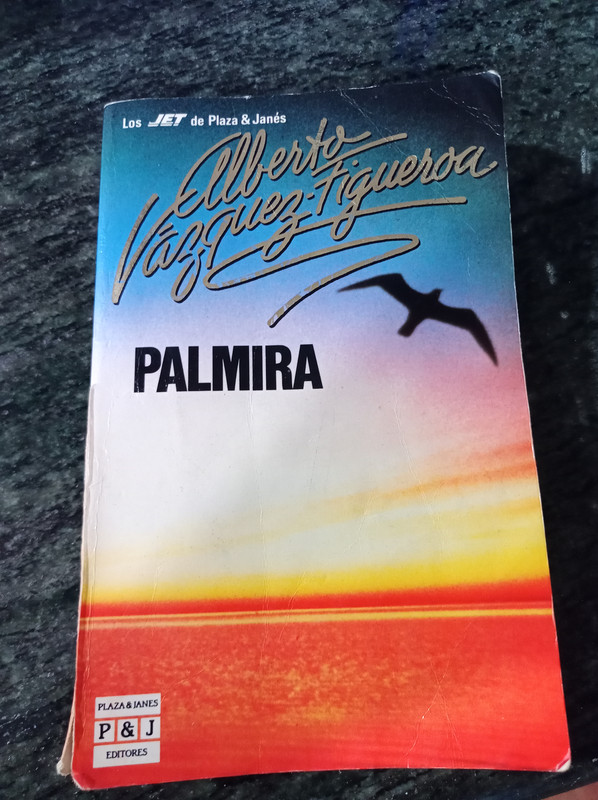 Los JET de Plaza & Janés
Alberto
Vázquez-Figueroa
PALMIRA
PLAZA & JANES
P & J
EDITORES